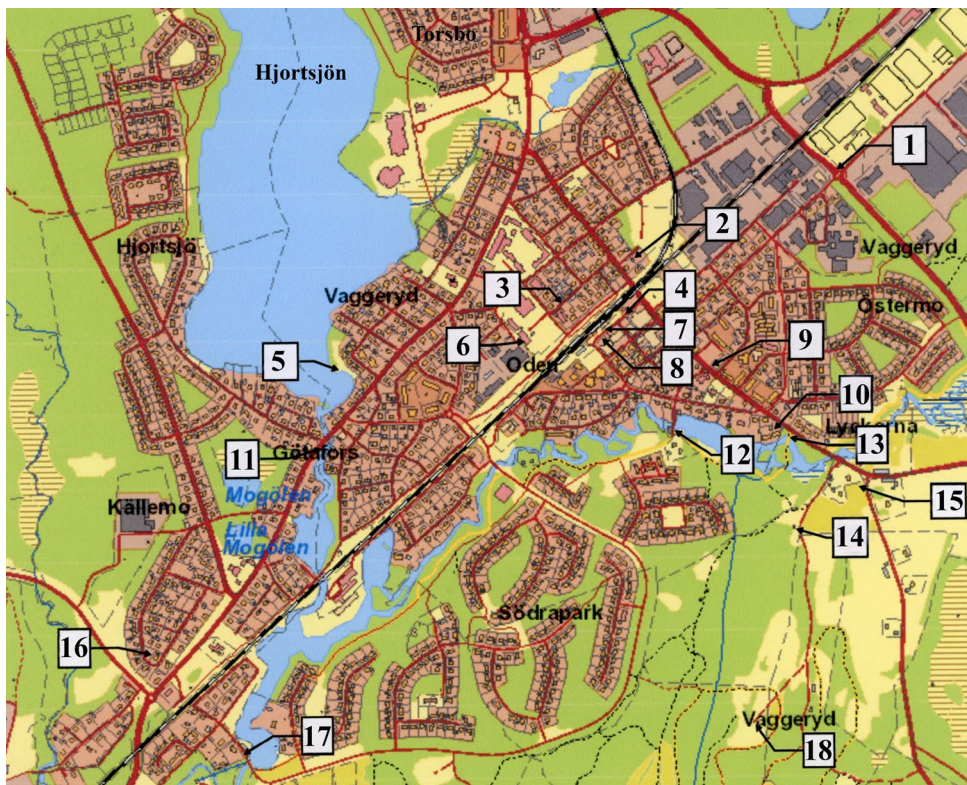 Torsbo
Hjortsjön
1
2
Hjortsjö
Vaggeryd
Vaggeryd
3
4
Östermo
5
6
7
Oden
8
9
10
Lyckerna
11
Götafors
12
13
Mogölen
15
Källemo
Lilla
Mogölen
14
Södrapark
16
17
Vaggeryd
18